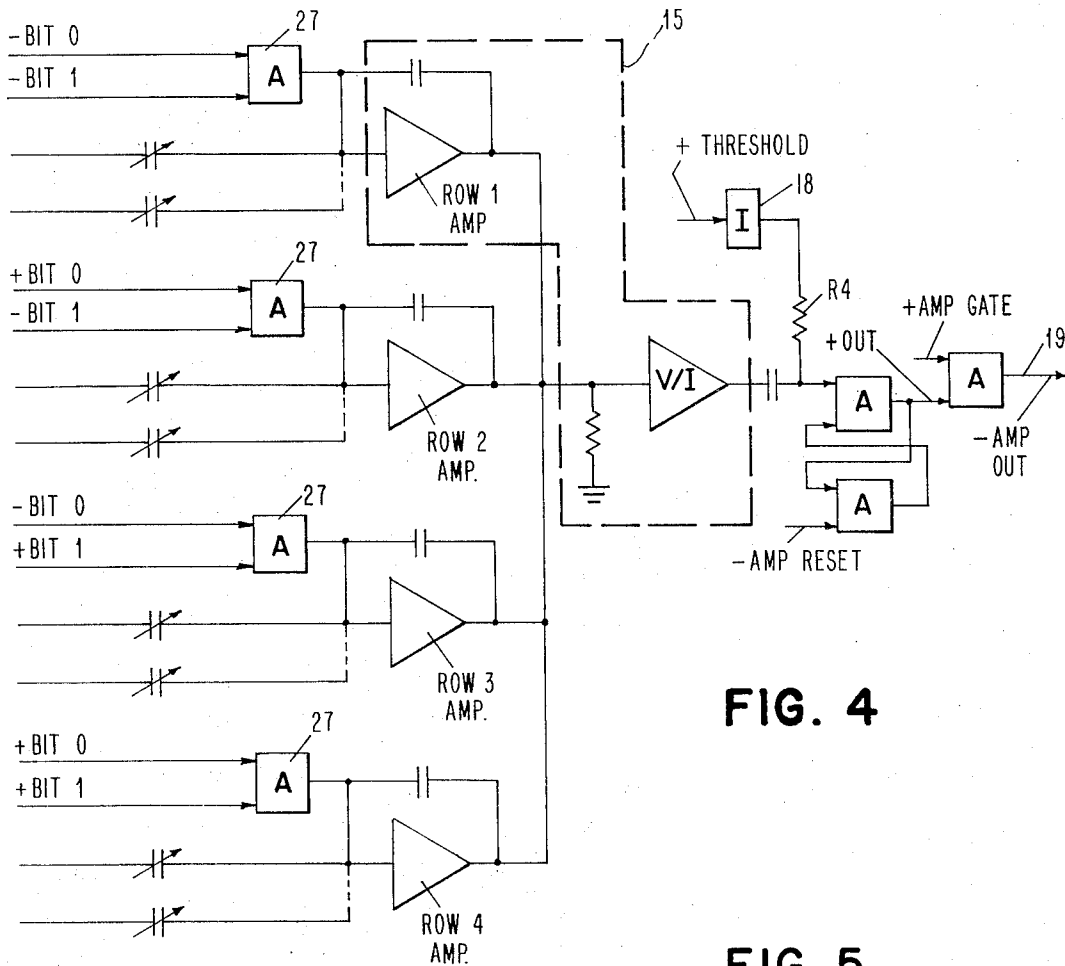 -BIT 0
-BIT 1
27
A
15
ROW 1
AMP
+ THRESHOLD
18
I
R4
+BIT 0
-BIT 1
27
A
ROW 2
AMP.
V/I
+AMP GATE
+OUT
19
A
A
A
-AMP
OUT
-AMP RESET
-BIT 0
+BIT 1
27
A
ROW 3
AMP.
FIG. 4
+BIT 0
+BIT 1
27
A
ROW 4
AMP.
FIG. 5